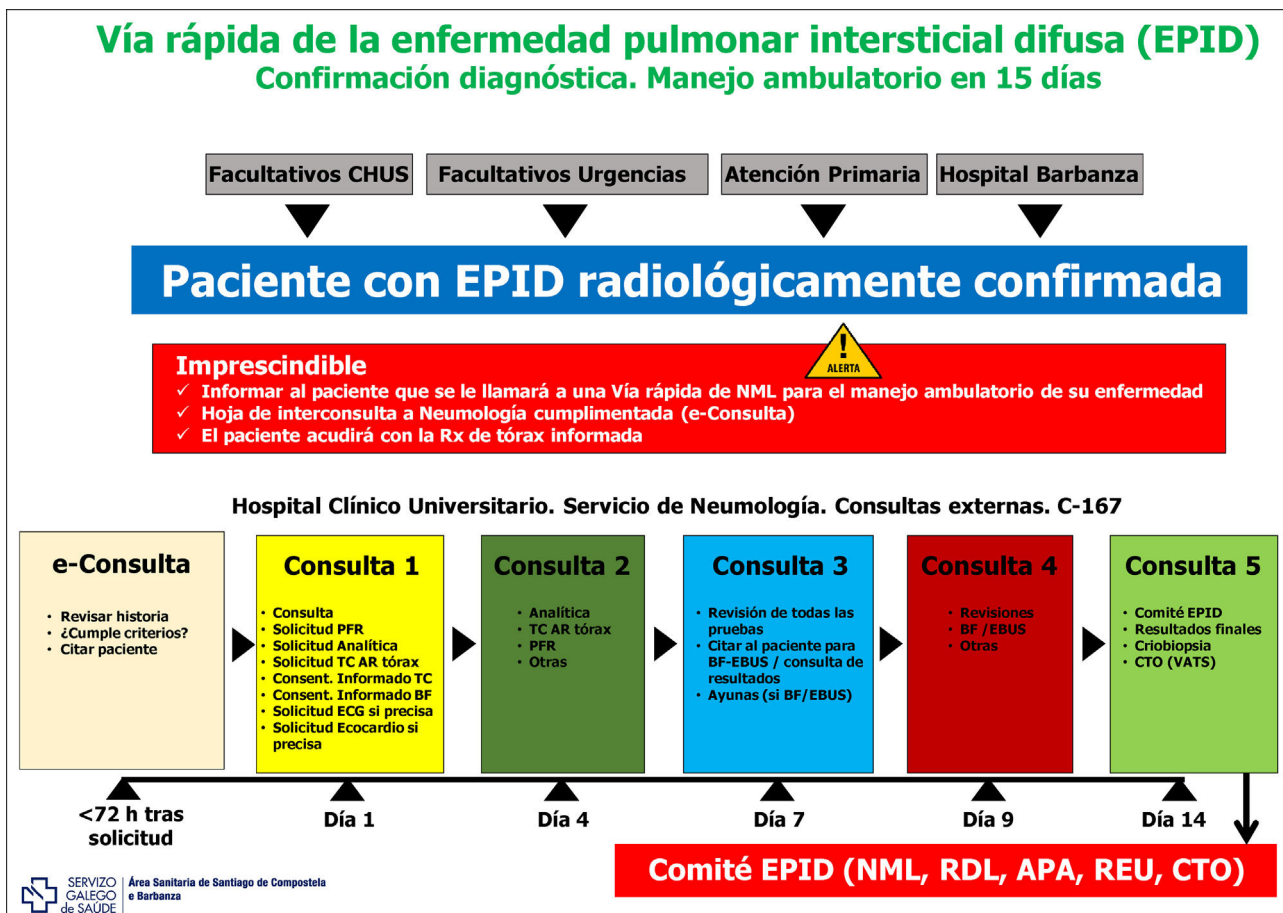 Vía rápida de la enfermedad pulmonar intersticial difusa (EPID)
Confirmación diagnóstica. Manejo ambulatorio en 15 días
Facultativos CHUS
Facultativos Urgencias
Atención Primaria
Hospital Barbanza
Paciente con EPID radiológicamente confirmada
!
ALERTA
Imprescindible
✓ Informar al paciente que se le llamará a una Vía rápida de NML para el manejo ambulatorio de su enfermedad
✓ Hoja de interconsulta a Neumología cumplimentada (e-Consulta)
✓ El paciente acudirá con la Rx de tórax informada
Hospital Clínico Universitario. Servicio de Neumología. Consultas externas. C-167
e-Consulta
• Revisar historia
• ¿Cumple criterios?
• Citar paciente
Consulta 1
• Consulta
• Solicitud PFR
• Solicitud Analítica
• Solicitud TC AR tórax
• Consent. Informado TC
• Consent. Informado BF
• Solicitud ECG si precisa
• Solicitud Ecocardio si
precisa
Consulta 2
• Analítica
• TC AR tórax
• PFR
• Otras
Consulta 3
• Revisión de todas las
pruebas
• Citar al paciente para
BF-EBUS / consulta de
resultados
• Ayunas (si BF/EBUS)
Consulta 4
• Revisiones
• BF /EBUS
• Otras
Consulta 5
• Comité EPID
• Resultados finales
• Criobiopsia
• CTO (VATS)
<72 h tras
solicitud
Día 1
Día 4
Día 7
Día 9
Día 14
Comité EPID (NML, RDL, APA, REU, CTO)
SERVIZO
GALEGO
de SAÚDE
Área Sanitaria de Santiago de Compostela
e Barbanza